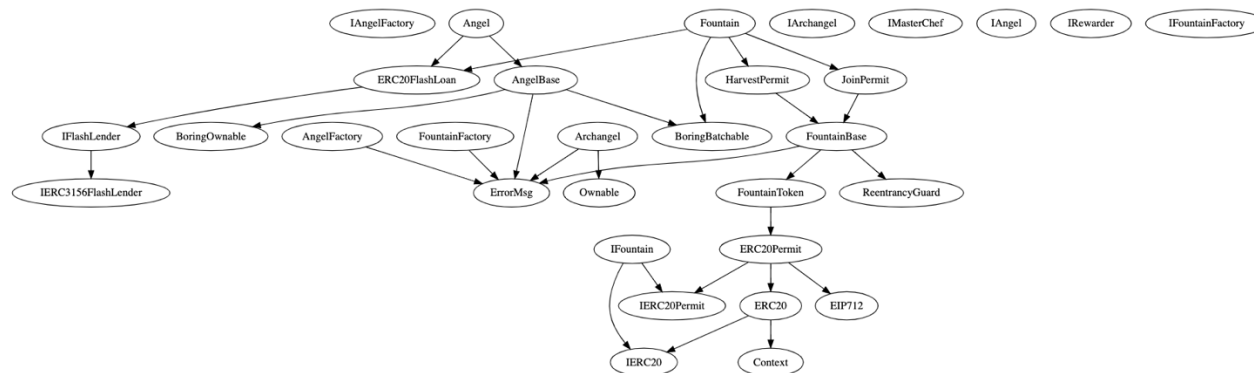 IAngelFactory Angel Fountain IArchangel IMasterChef IAngel IRewarder IFountainFactory
ERC20FlashLoan AngelBase HarvestPermit JoinPermit
IFlashLender BoringOwnable AngelFactory FountainFactory Archangel BoringBatchable FountainBase
IERC3156FlashLender ErrorMsg Ownable FountainToken ReentrancyGuard
IFountain ERC20Permit
IERC20Permit ERC20 EIP712
IERC20 Context